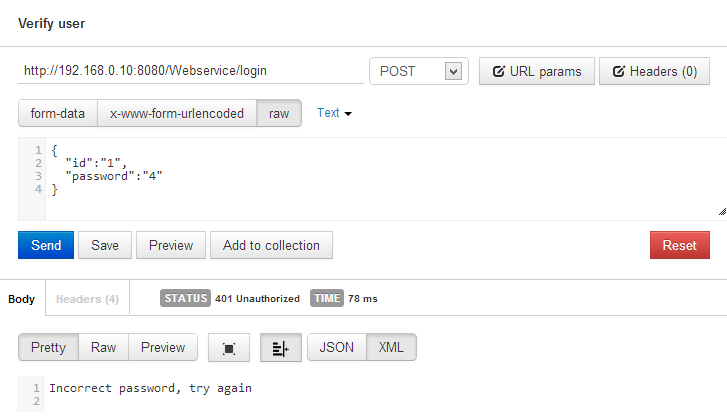 Verify user
http://192.168.0.10:8080/Webservice/login POST URL params Headers (0)
form-data x-www-form-urlencoded raw Text
1 {
2 "id":"1",
3 "password":"4"
4 }
Send Save Preview Add to collection Reset
Body Headers (4) STATUS 401 Unauthorized TIME 78 ms
Pretty Raw Preview JSON XML
1 Incorrect password, try again
2